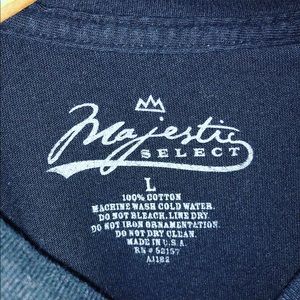 Majestic
SELECT
L
100% COTTON
MACHINE WASH COLD WATER.
DO NOT BLEACH. LINE DRY.
DO NOT IRON ORNAMENTATION.
DO NOT DRY CLEAN.
MADE IN U.S.A.
RN # 52157
A1182